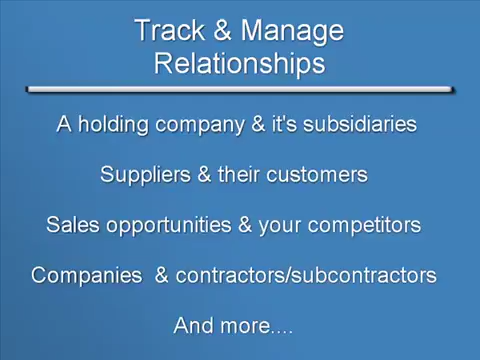 Track & Manage
Relationships
A holding company & it's subsidiaries
Suppliers & their customers
Sales opportunities & your competitors
Companies  & contractors/subcontractors
And more....